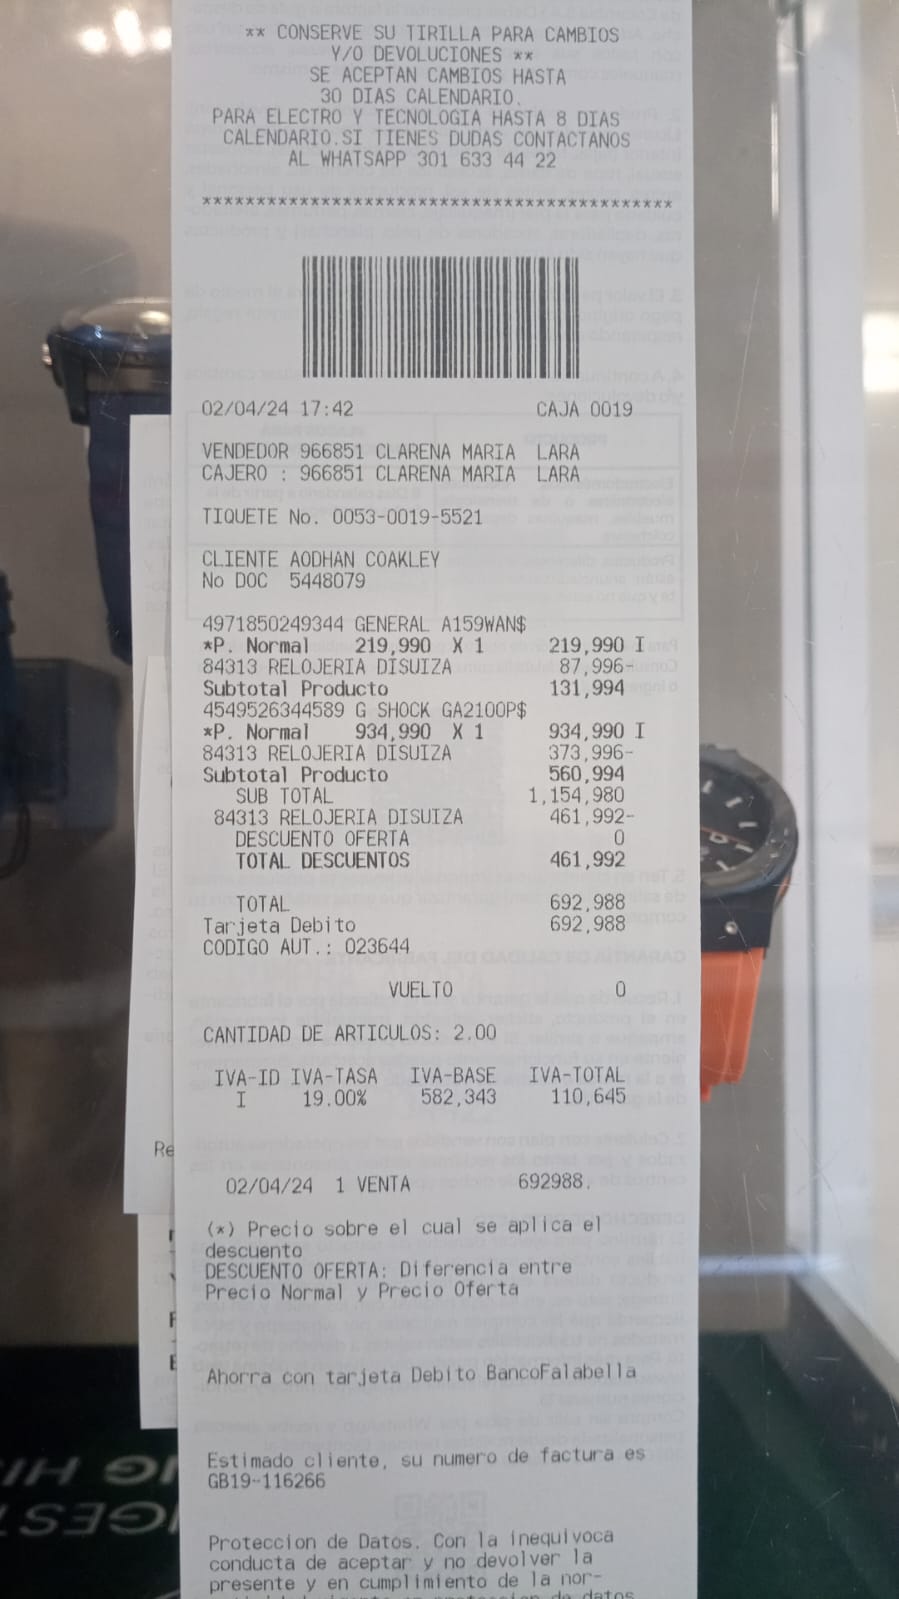 ** CONSERVE SU TIRILLA PARA CAMBIOS
Y/O DEVOLUCIONES **
SE ACEPTAN CAMBIOS HASTA
30 DIAS CALENDARIO.
PARA ELECTRO Y TECNOLOGIA HASTA 8 DIAS
CALENDARIO.SI TIENES DUDAS CONTACTANOS
AL WHATSAPP 301 633 44 22
*******************************************
02/04/24 17:42 CAJA 0019
VENDEDOR 966851 CLARENA MARIA LARA
CAJERO : 966851 CLARENA MARIA LARA
TIQUETE No. 0053-0019-5521
CLIENTE AODHAN COAKLEY
No DOC 5448079
4971850249344 GENERAL A159WAN$
*P. Normal 219,990 X 1 219,990 I
84313 RELOJERIA DISUIZA 87,996-
Subtotal Producto 131,994
4549526344589 G SHOCK GA2100P$
*P. Normal 934,990 X 1 934,990 I
84313 RELOJERIA DISUIZA 373,996-
Subtotal Producto 560,994
SUB TOTAL 1,154,980
84313 RELOJERIA DISUIZA 461,992-
DESCUENTO OFERTA 0
TOTAL DESCUENTOS 461,992
TOTAL 692,988
Tarjeta Debito 692,988
CODIGO AUT.: 023644
VUELTO 0
CANTIDAD DE ARTICULOS: 2.00
IVA-ID IVA-TASA IVA-BASE IVA-TOTAL
I 19.00% 582,343 110,645
Re
02/04/24 1 VENTA 692988.
(*) Precio sobre el cual se aplica el
descuento
DESCUENTO OFERTA: Diferencia entre
Precio Normal y Precio Oferta
Ahorra con tarjeta Debito BancoFalabella
Estimado cliente, su numero de factura es
GB19-116266
Proteccion de Datos. Con la inequivoca
conducta de aceptar y no devolver la
presente y en cumplimiento de la nor-